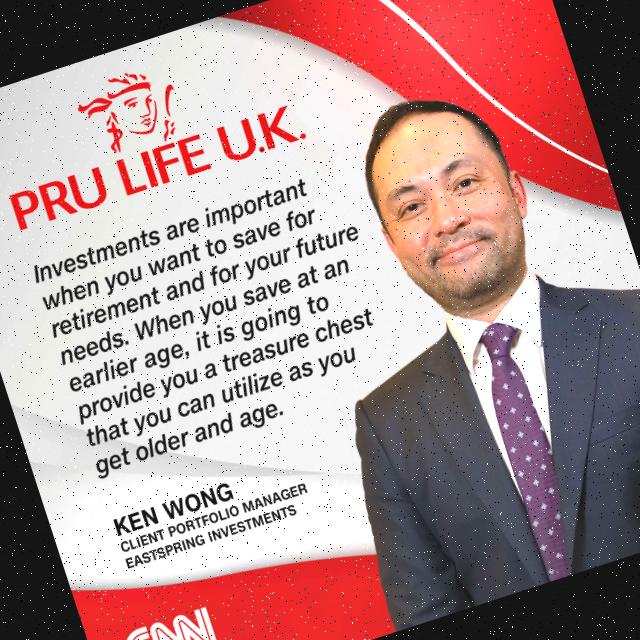 PRU LIFE U.K.
Investments are important
when you want to save for
retirement and for your future
needs. When you save at an
earlier age, it is going to
provide you a treasure chest
that you can utilize as you
get older and age.
KEN WONG
CLIENT PORTFOLIO MANAGER
EASTSPRING INVESTMENTS
CNN